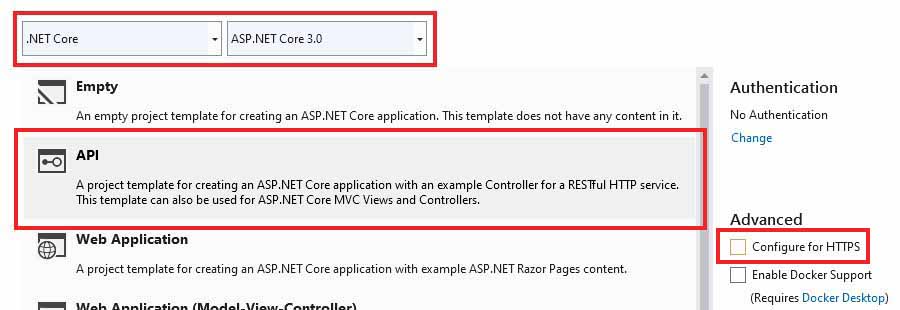 .NET Core
ASP.NET Core 3.0
Empty
An empty project template for creating an ASP.NET Core application. This template does not have any content in it.
API
A project template for creating an ASP.NET Core application with an example Controller for a RESTful HTTP service.
This template can also be used for ASP.NET Core MVC Views and Controllers.
Web Application
A project template for creating an ASP.NET Core application with example ASP.NET Razor Pages content.
Web Application (Model-View-Controller)
Authentication
No Authentication
Change
Advanced
Configure for HTTPS
Enable Docker Support
(Requires Docker Desktop)